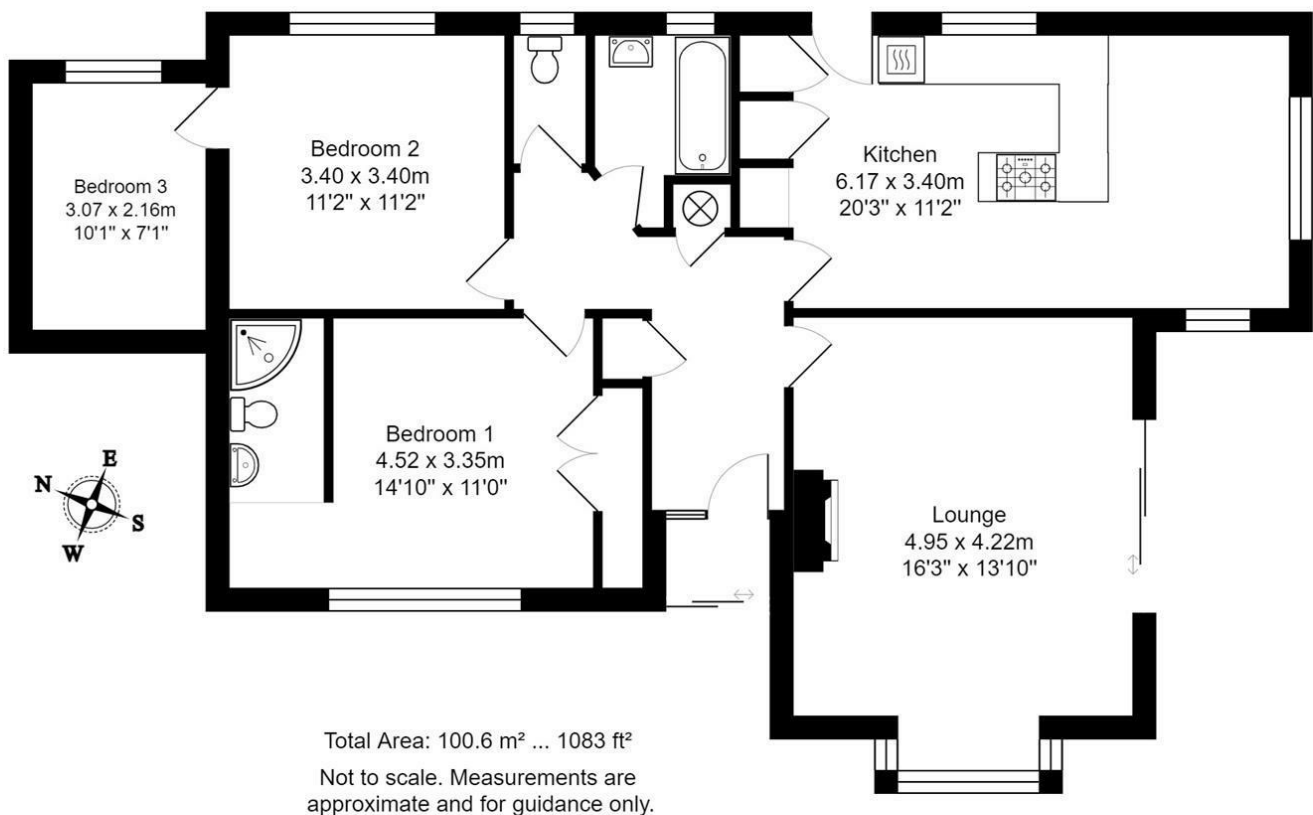 Bedroom 3
3.07 x 2.16m
10'1" x 7'1"
Bedroom 2
3.40 x 3.40m
11'2" x 11'2"
Kitchen
6.17 x 3.40m
20'3" x 11'2"
Bedroom 1
4.52 x 3.35m
14'10" x 11'0"
Lounge
4.95 x 4.22m
16'3" x 13'10"
E
N
S
W
Total Area: 100.6 m² ... 1083 ft²
Not to scale. Measurements are
approximate and for guidance only.